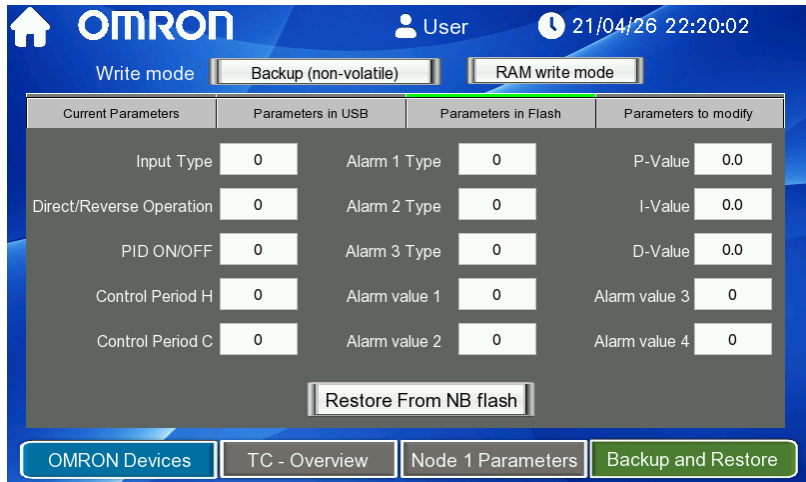 OMRON User 21/04/26 22:20:02
Write mode Backup (non-volatile) RAM write mode
Current Parameters Parameters in USB Parameters in Flash Parameters to modify
Input Type 0 Alarm 1 Type 0 P-Value 0.0
Direct/Reverse Operation 0 Alarm 2 Type 0 I-Value 0.0
PID ON/OFF 0 Alarm 3 Type 0 D-Value 0.0
Control Period H 0 Alarm value 1 0 Alarm value 3 0
Control Period C 0 Alarm value 2 0 Alarm value 4 0
Restore From NB flash
OMRON Devices TC - Overview Node 1 Parameters Backup and Restore